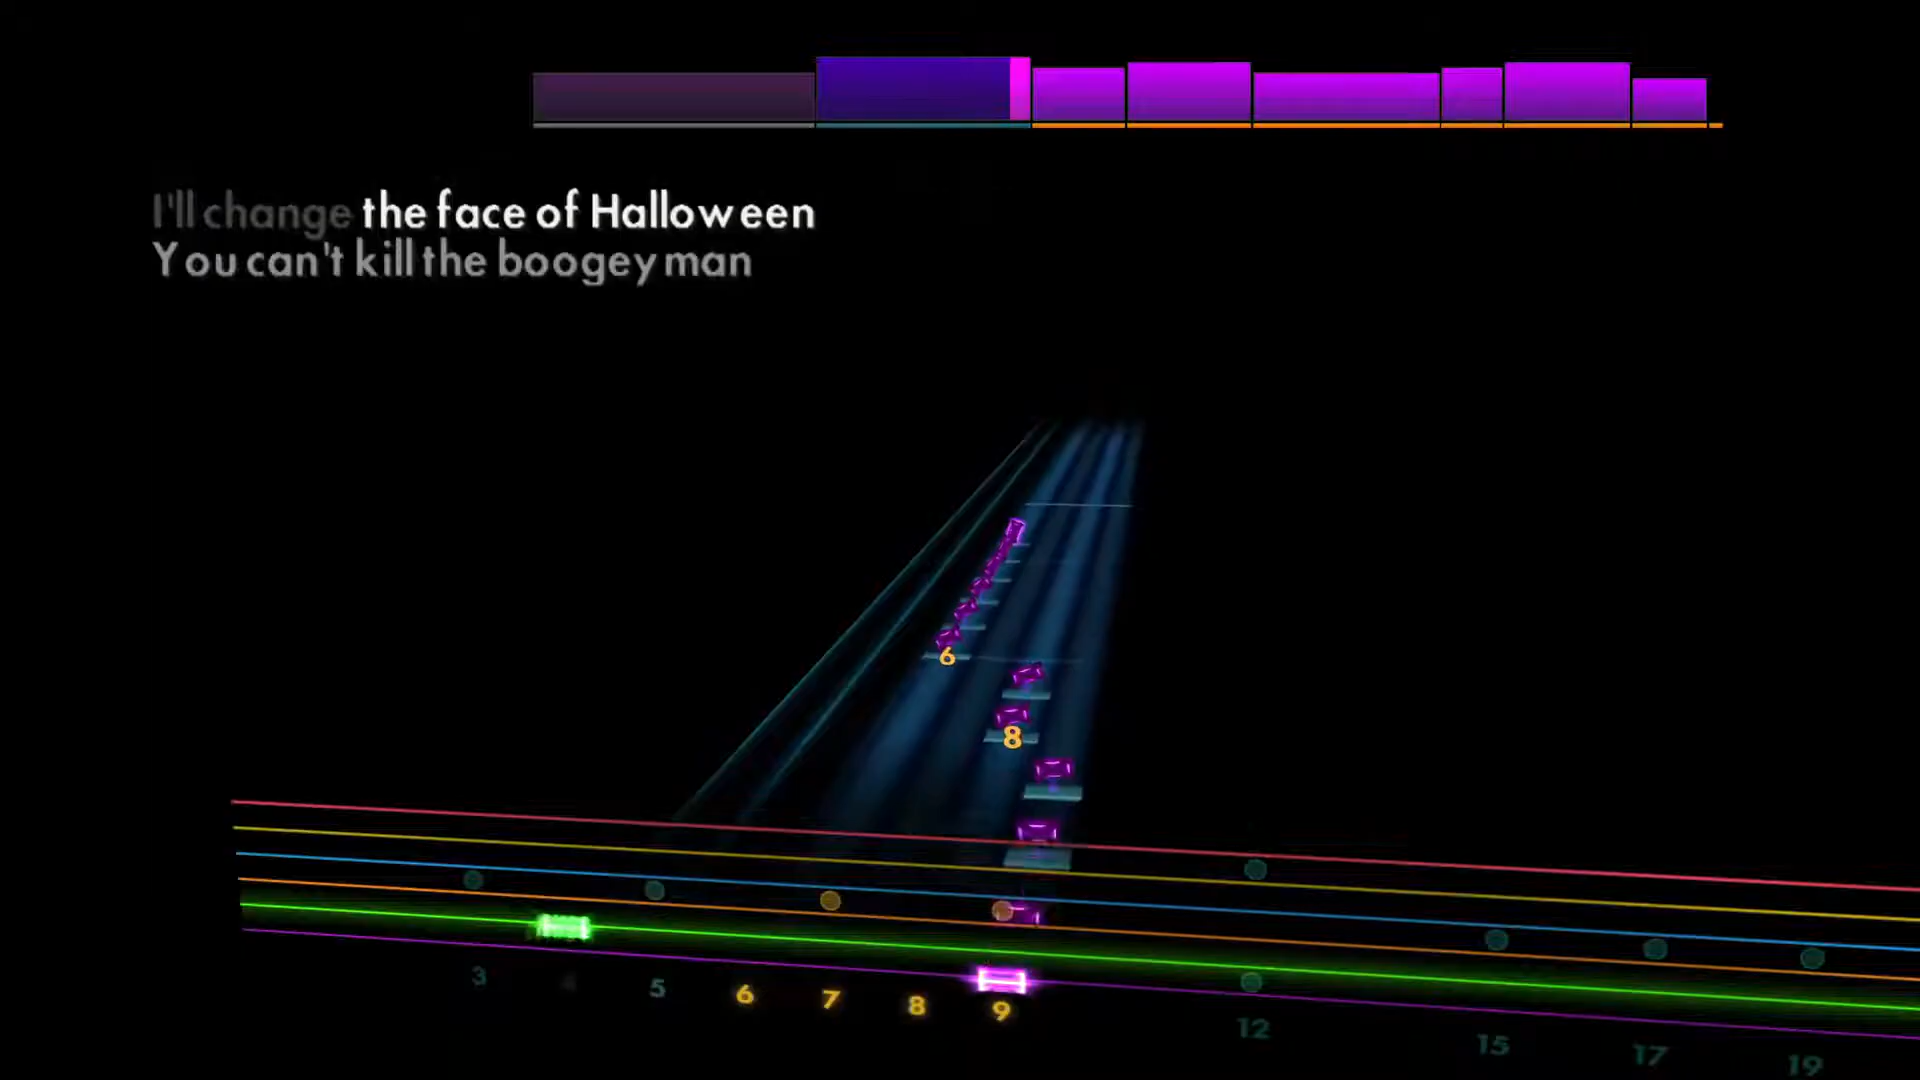 I'll change the face of Halloween
You can't kill the boogeyman
6
8
3 4 5 6 7 8 9 12 15 17 19